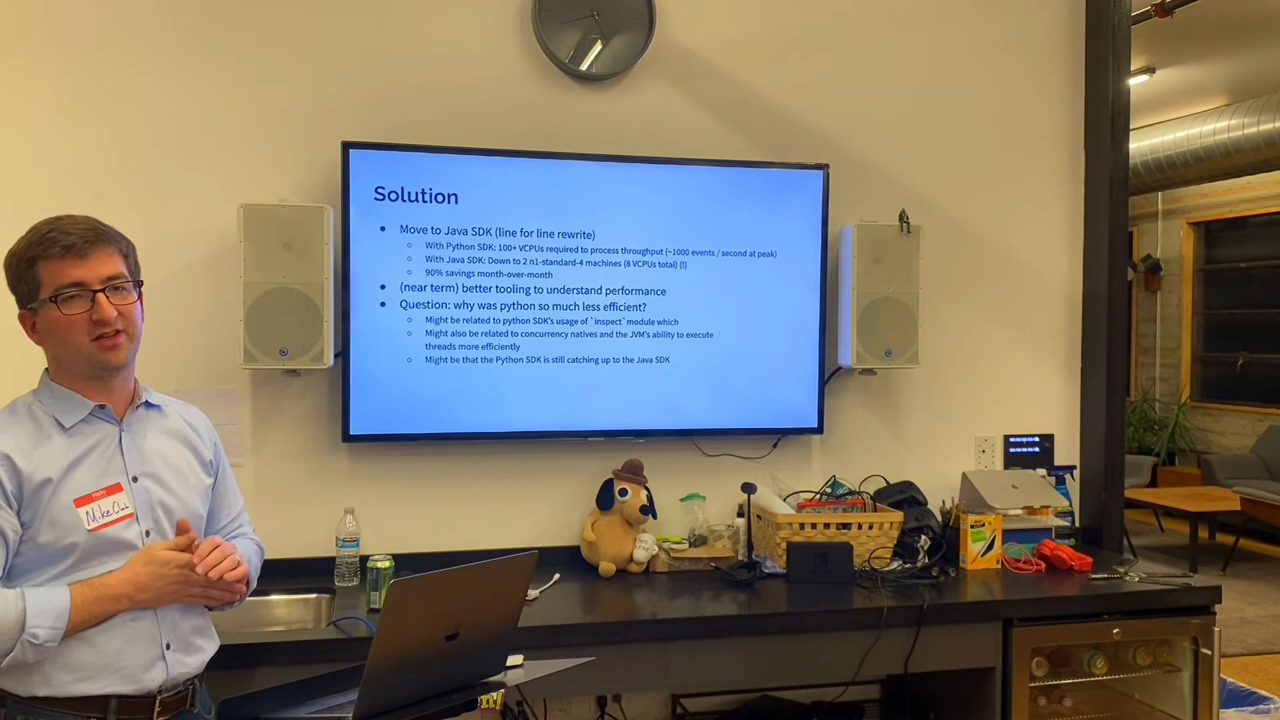 Solution
Move to Java SDK (line for line rewrite)
With Python SDK: 100+ VCPUs required to process throughput (~1000 events / second at peak)
With Java SDK: Down to 2 n1-standard-4 machines (8 VCPUs total) (!)
90% savings month-over-month
(near term) better tooling to understand performance
Question: why was python so much less efficient?
Might be related to python SDK's usage of `inspect` module which
Might also be related to concurrency natives and the JVM's ability to execute
threads more efficiently
Might be that the Python SDK is still catching up to the Java SDK
Hello
Mike